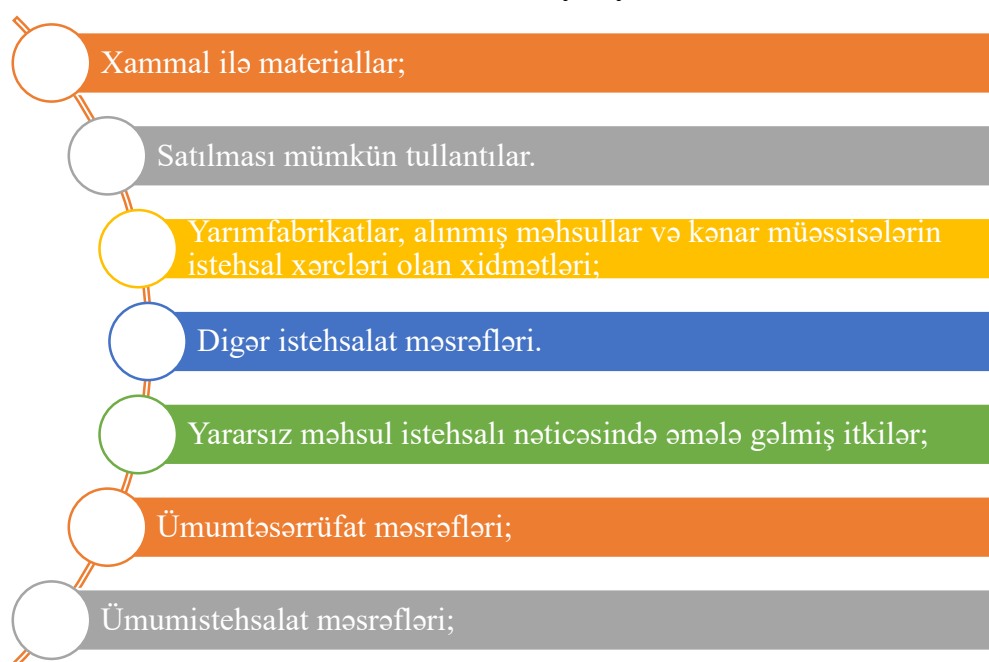 Xammal ilə materiallar;
Satılması mümkün tullantılar.
Yarımfabrikatlar, alınmış məhsullar və kənar müəssisələrin
istehsal xərcləri olan xidmətləri;
Digər istehsalat məsrəfləri.
Yararsız məhsul istehsalı nəticəsində əmələ gəlmiş itkilər;
Ümumtəsərrüfat məsrəfləri;
Ümumistehsalat məsrəfləri;